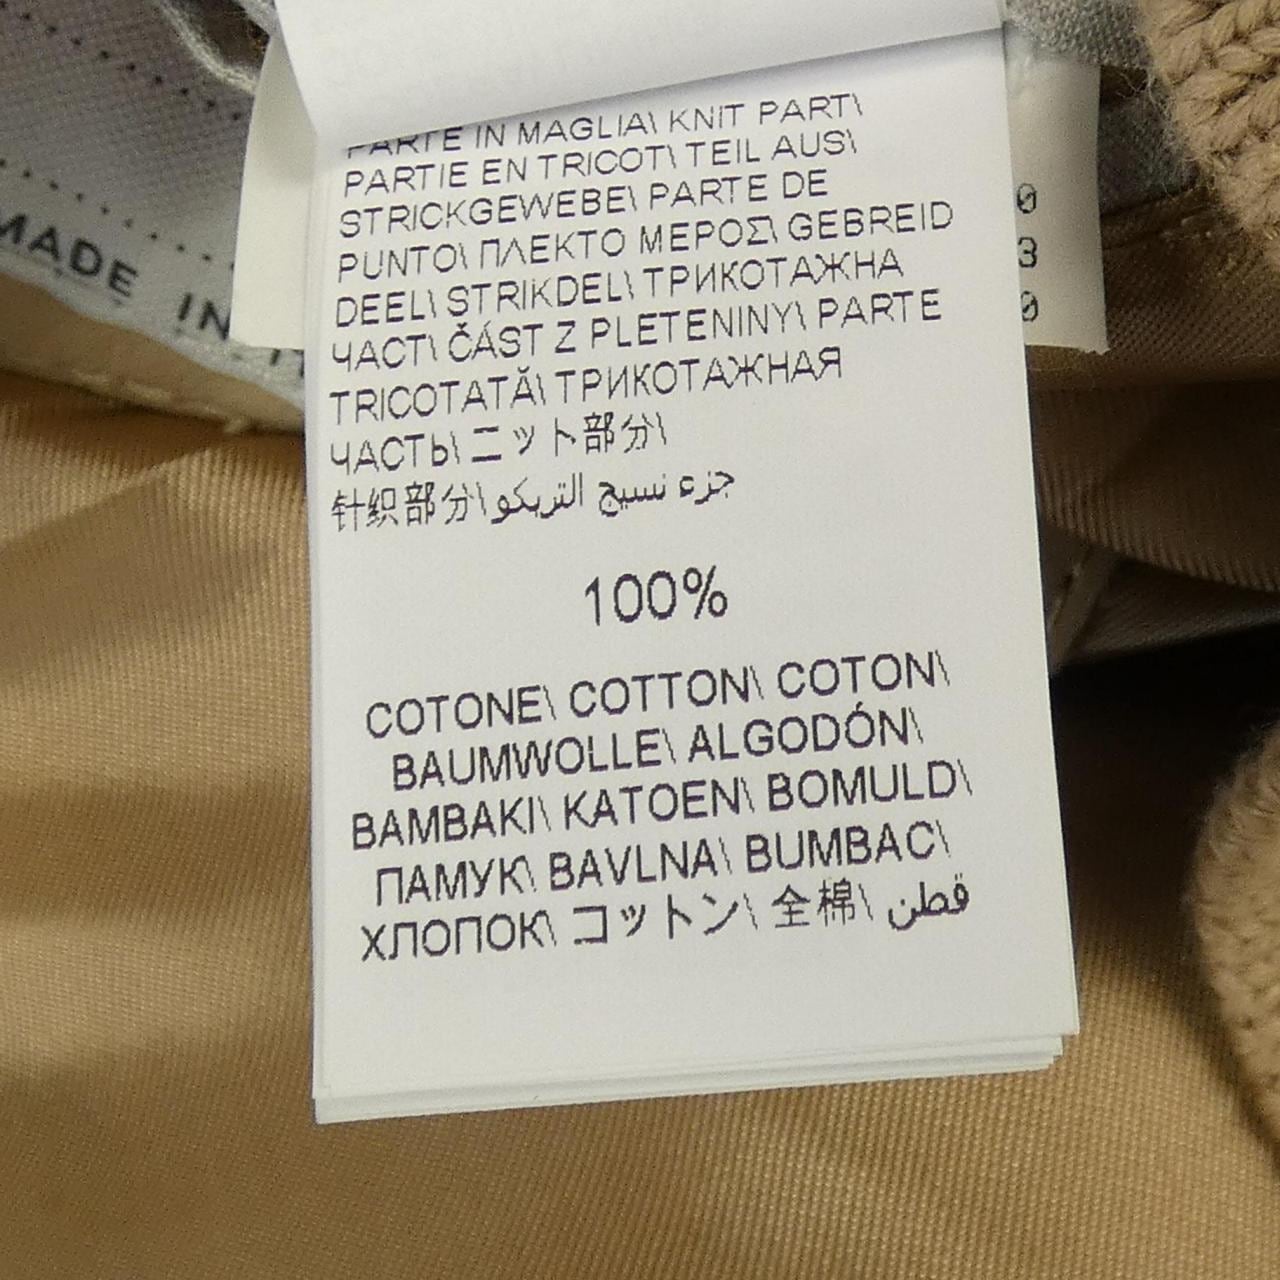 PARTE IN MAGLIA\ KNIT PART\
PARTIE EN TRICOT\ TEIL AUS\
STRICKGEWEBE\ PARTE DE
PUNTO\ ΠΛΕΚΤΟ ΜΕΡΟΣ\ GEBREID
DEEL\ STRIKDEL\ ТРИКОТАЖНА
ЧАСТ\ ČÁST Z PLETENINY\ PARTE
TRICOTATĂ\ ТРИКОТАЖНАЯ
ЧАСТЬ\ ニット部分\
针织部分\ جزء نسيج التريكو
100%
COTONE\ COTTON\ COTON\
BAUMWOLLE\ ALGODÓN\
BAMBAKI\ KATOEN\ BOMULD\
ПАМУК\ BAVLNA\ BUMBAC\
ХЛОПОК\ コットン\ 全棉\ قطن
MADE IN
0
3
0